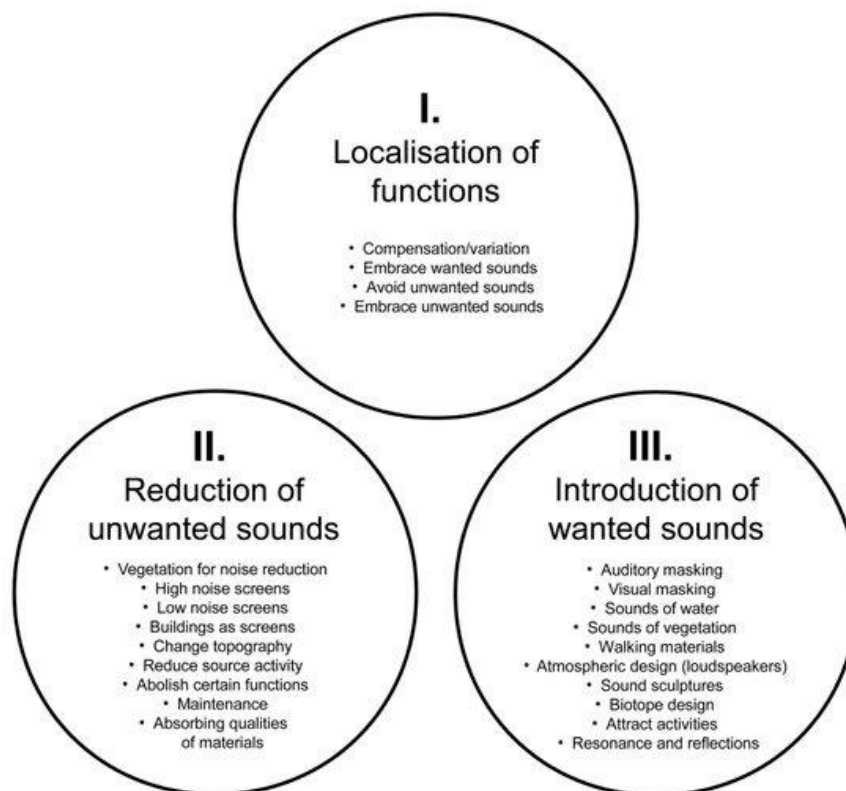 I.
Localisation of
functions
• Compensation/variation
• Embrace wanted sounds
• Avoid unwanted sounds
• Embrace unwanted sounds
II.
Reduction of
unwanted sounds
• Vegetation for noise reduction
• High noise screens
• Low noise screens
• Buildings as screens
• Change topography
• Reduce source activity
• Abolish certain functions
• Maintenance
• Absorbing qualities
of materials
III.
Introduction of
wanted sounds
• Auditory masking
• Visual masking
• Sounds of water
• Sounds of vegetation
• Walking materials
• Atmospheric design (loudspeakers)
• Sound sculptures
• Biotope design
• Attract activities
• Resonance and reflections